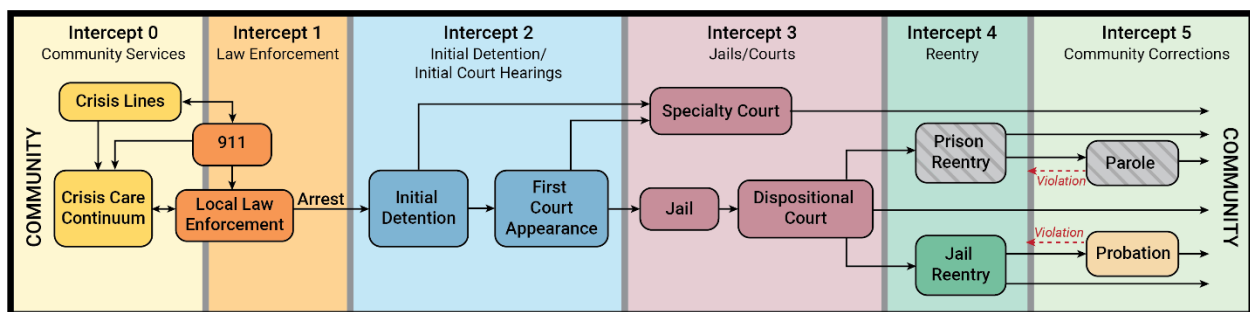 Intercept 0
Community Services
Intercept 1
Law Enforcement
Intercept 2
Initial Detention/
Initial Court Hearings
Intercept 3
Jails/Courts
Intercept 4
Reentry
Intercept 5
Community Corrections
COMMUNITY
Crisis Lines
911
Crisis Care
Continuum
Local Law
Enforcement
Arrest
Initial
Detention
First
Court
Appearance
Specialty Court
Jail
Dispositional
Court
Prison
Reentry
Violation
Parole
Jail
Reentry
Violation
Probation
COMMUNITY